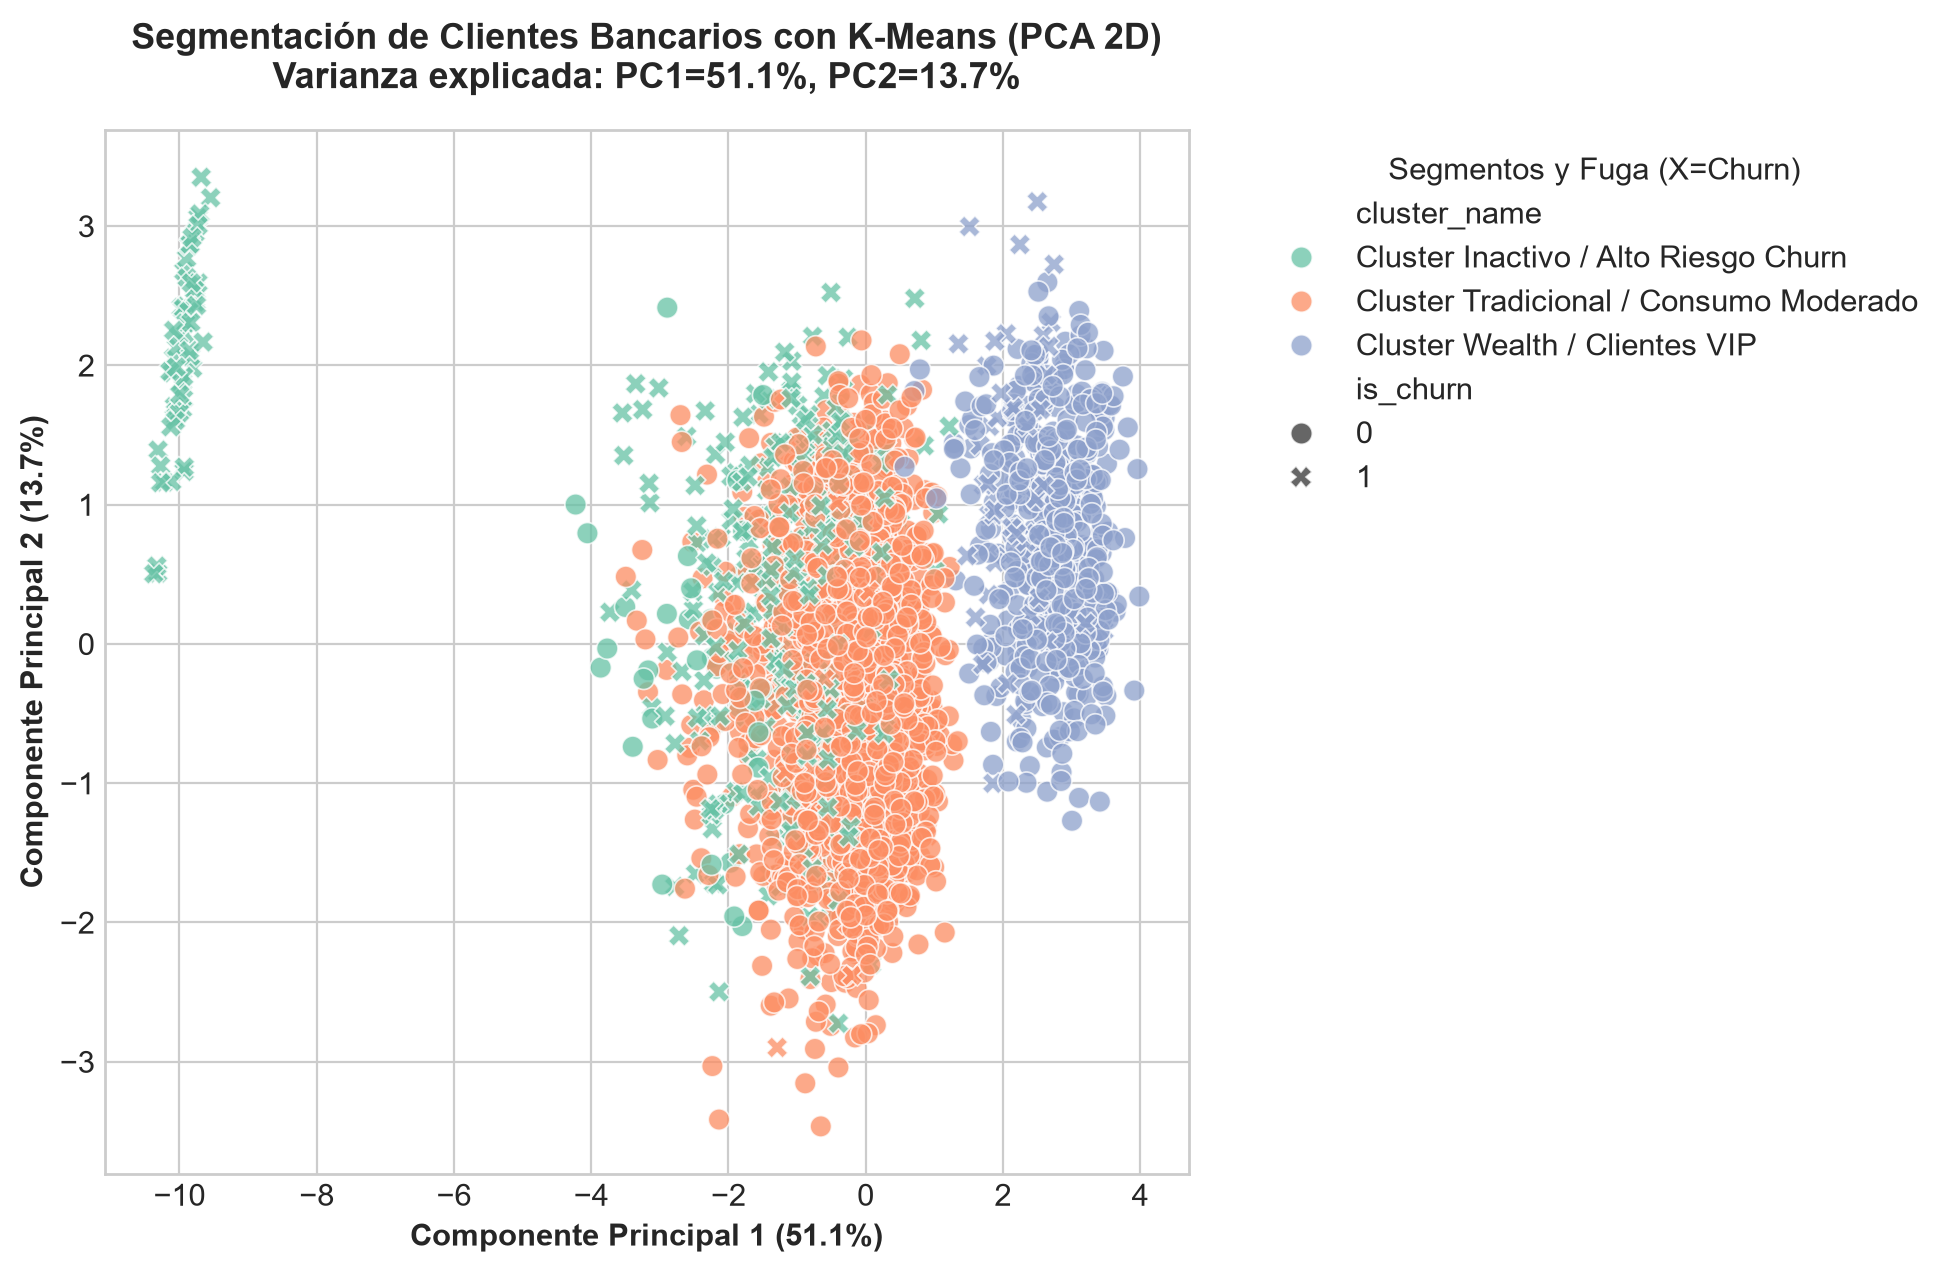 Segmentación de Clientes Bancarios con K-Means (PCA 2D)
Varianza explicada: PC1=51.1%, PC2=13.7%
Segmentos y Fuga (X=Churn)
cluster_name
Cluster Inactivo / Alto Riesgo Churn
Cluster Tradicional / Consumo Moderado
Cluster Wealth / Clientes VIP
is_churn
0
1
Componente Principal 2 (13.7%)
3
2
1
0
−1
−2
−3
−10 −8 −6 −4 −2 0 2 4
Componente Principal 1 (51.1%)